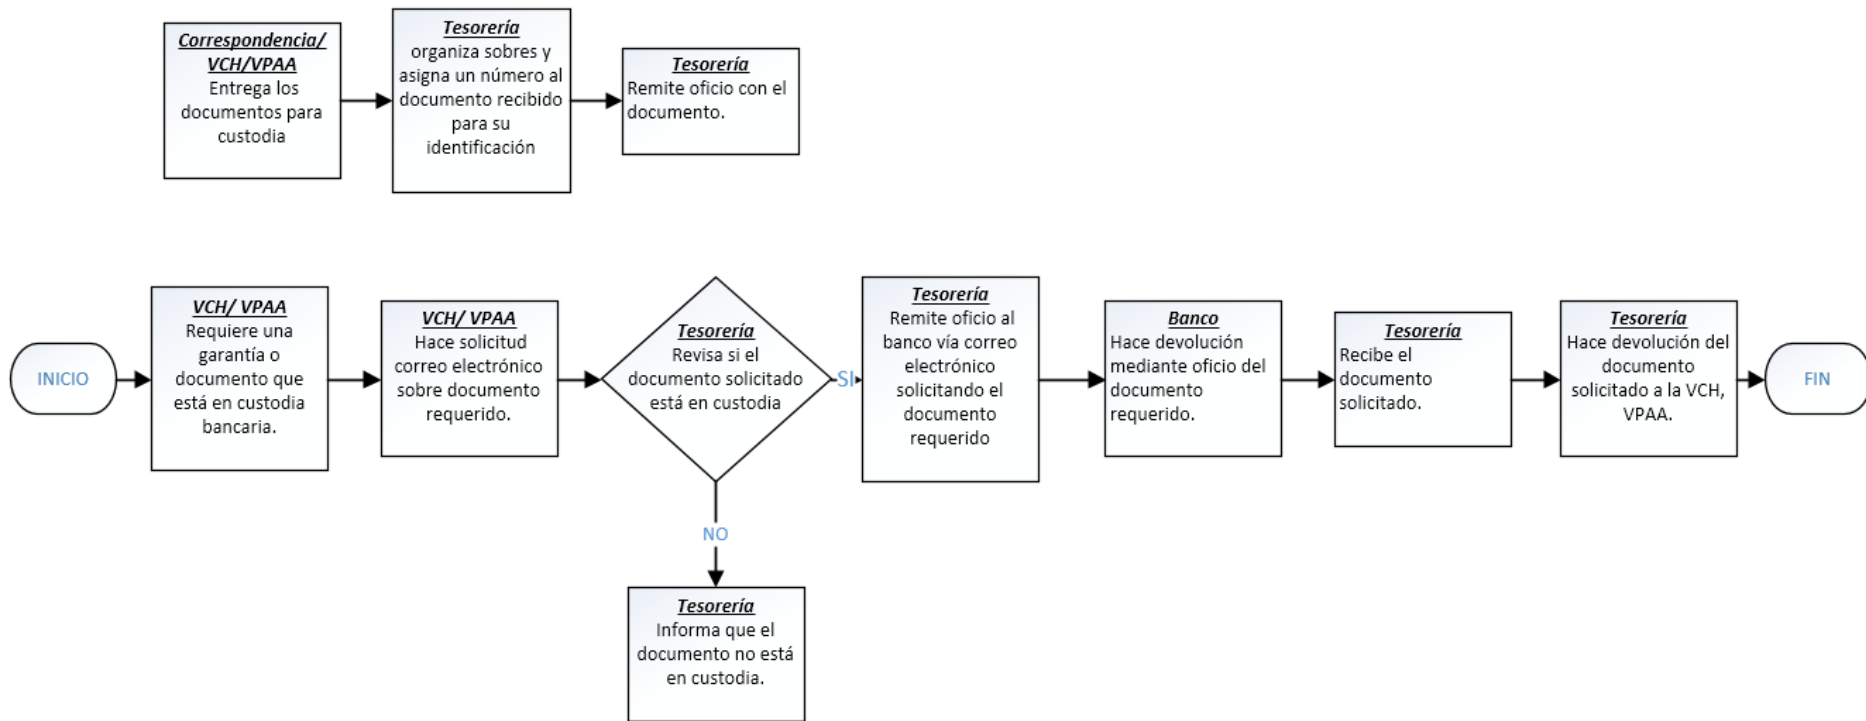 Correspondencia/
VCH/VPAA
Entrega los
documentos para
custodia
Tesorería
organiza sobres y
asigna un número al
documento recibido
para su
identificación
Tesorería
Remite oficio con el
documento.
INICIO
VCH/ VPAA
Requiere una
garantía o
documento que
está en custodia
bancaria.
VCH/ VPAA
Hace solicitud
correo electrónico
sobre documento
requerido.
Tesorería
Revisa si el
documento solicitado
está en custodia
SI
Tesorería
Remite oficio al
banco vía correo
electrónico
solicitando el
documento
requerido
Banco
Hace devolución
mediante oficio del
documento
requerido.
Tesorería
Recibe el
documento
solicitado.
Tesorería
Hace devolución del
documento
solicitado a la VCH,
VPAA.
FIN
NO
Tesorería
Informa que el
documento no está
en custodia.